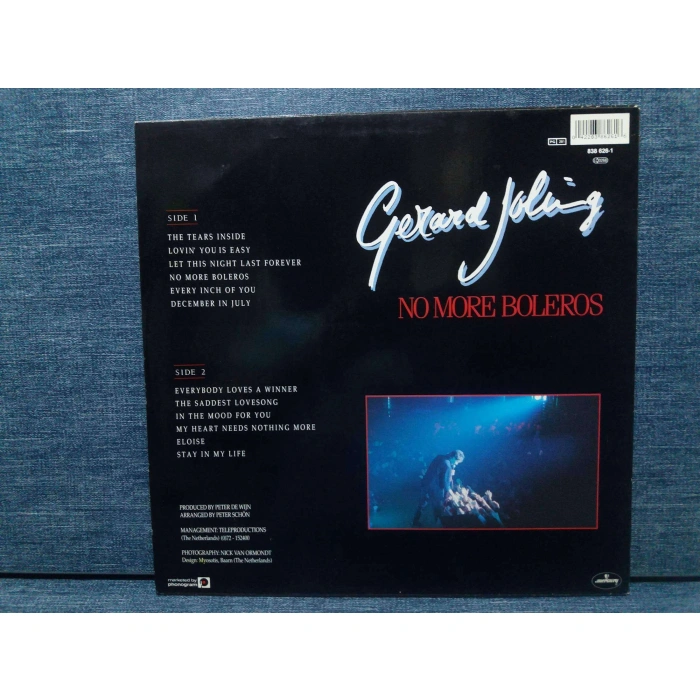 838 626-1
Gerard Joling
NO MORE BOLEROS
SIDE 1
THE TEARS INSIDE
LOVIN' YOU IS EASY
LET THIS NIGHT LAST FOREVER
NO MORE BOLEROS
EVERY INCH OF YOU
DECEMBER IN JULY
SIDE 2
EVERYBODY LOVES A WINNER
THE SADDEST LOVESONG
IN THE MOOD FOR YOU
MY HEART NEEDS NOTHING MORE
ELOISE
STAY IN MY LIFE
PRODUCED BY PETER DE WIJN
ARRANGED BY PETER SCHÖN
MANAGEMENT: TELEPRODUCTIONS
(The Netherlands) 0172 - 152400
PHOTOGRAPHY: NICK VAN ORMONDT
Design: Myosotis, Baarn (The Netherlands)
marketed by
phonogram
mercury